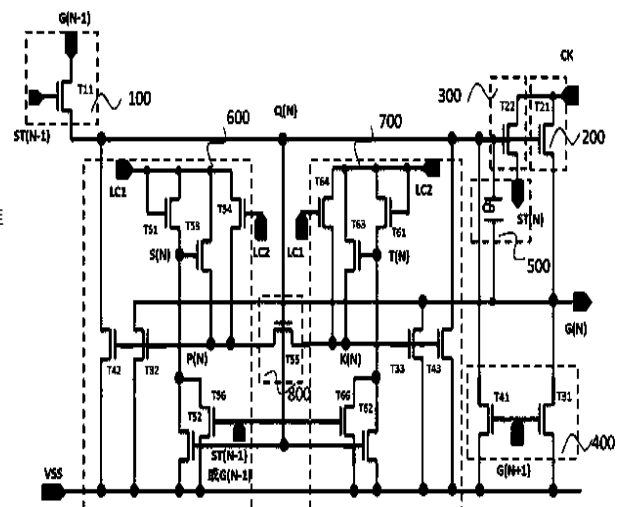 G(N-1)
T11
100
ST(N-1)
600
Q(N)
700
300
CK
T22
T21
200
LC1
T51
T53
T54
LC2
S(N)
T64
T63
T61
LC1
LC2
T(N)
ST(N)
500
G(N)
T42
T32
P(N)
T55
K(N)
T33
T43
800
T56
T52
T66
T62
ST(N-1)
或G(N-1)
T41
T31
G(N+1)
400
VSS